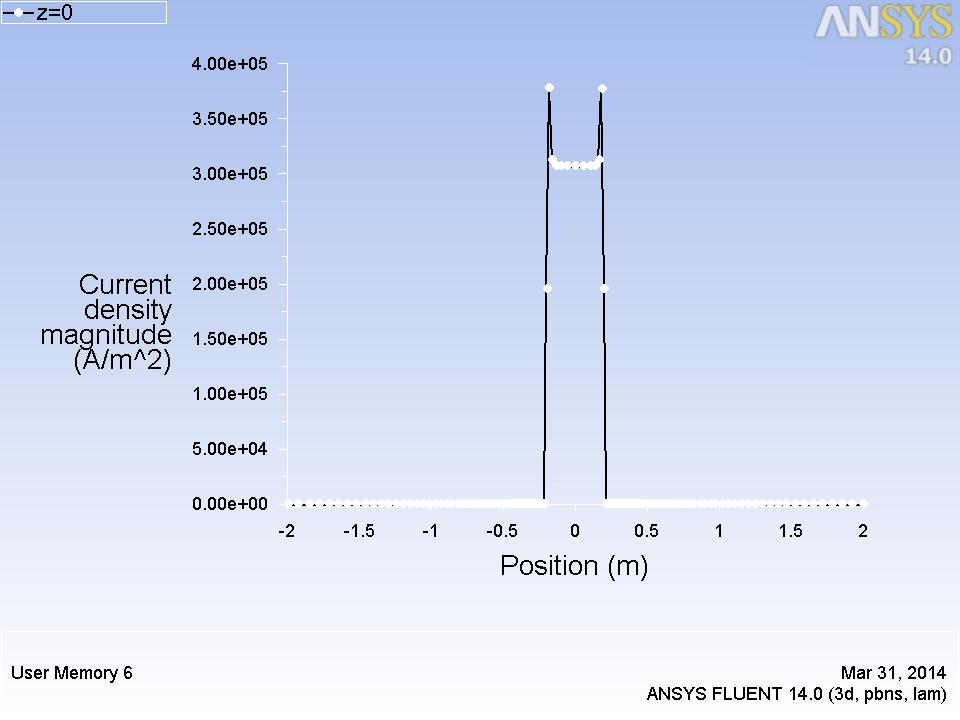 z=0
ANSYS
14.0
4.00e+05
3.50e+05
3.00e+05
2.50e+05
2.00e+05
1.50e+05
1.00e+05
5.00e+04
0.00e+00
Current
density
magnitude
(A/m^2)
-2 -1.5 -1 -0.5 0 0.5 1 1.5 2
Position (m)
User Memory 6
Mar 31, 2014
ANSYS FLUENT 14.0 (3d, pbns, lam)